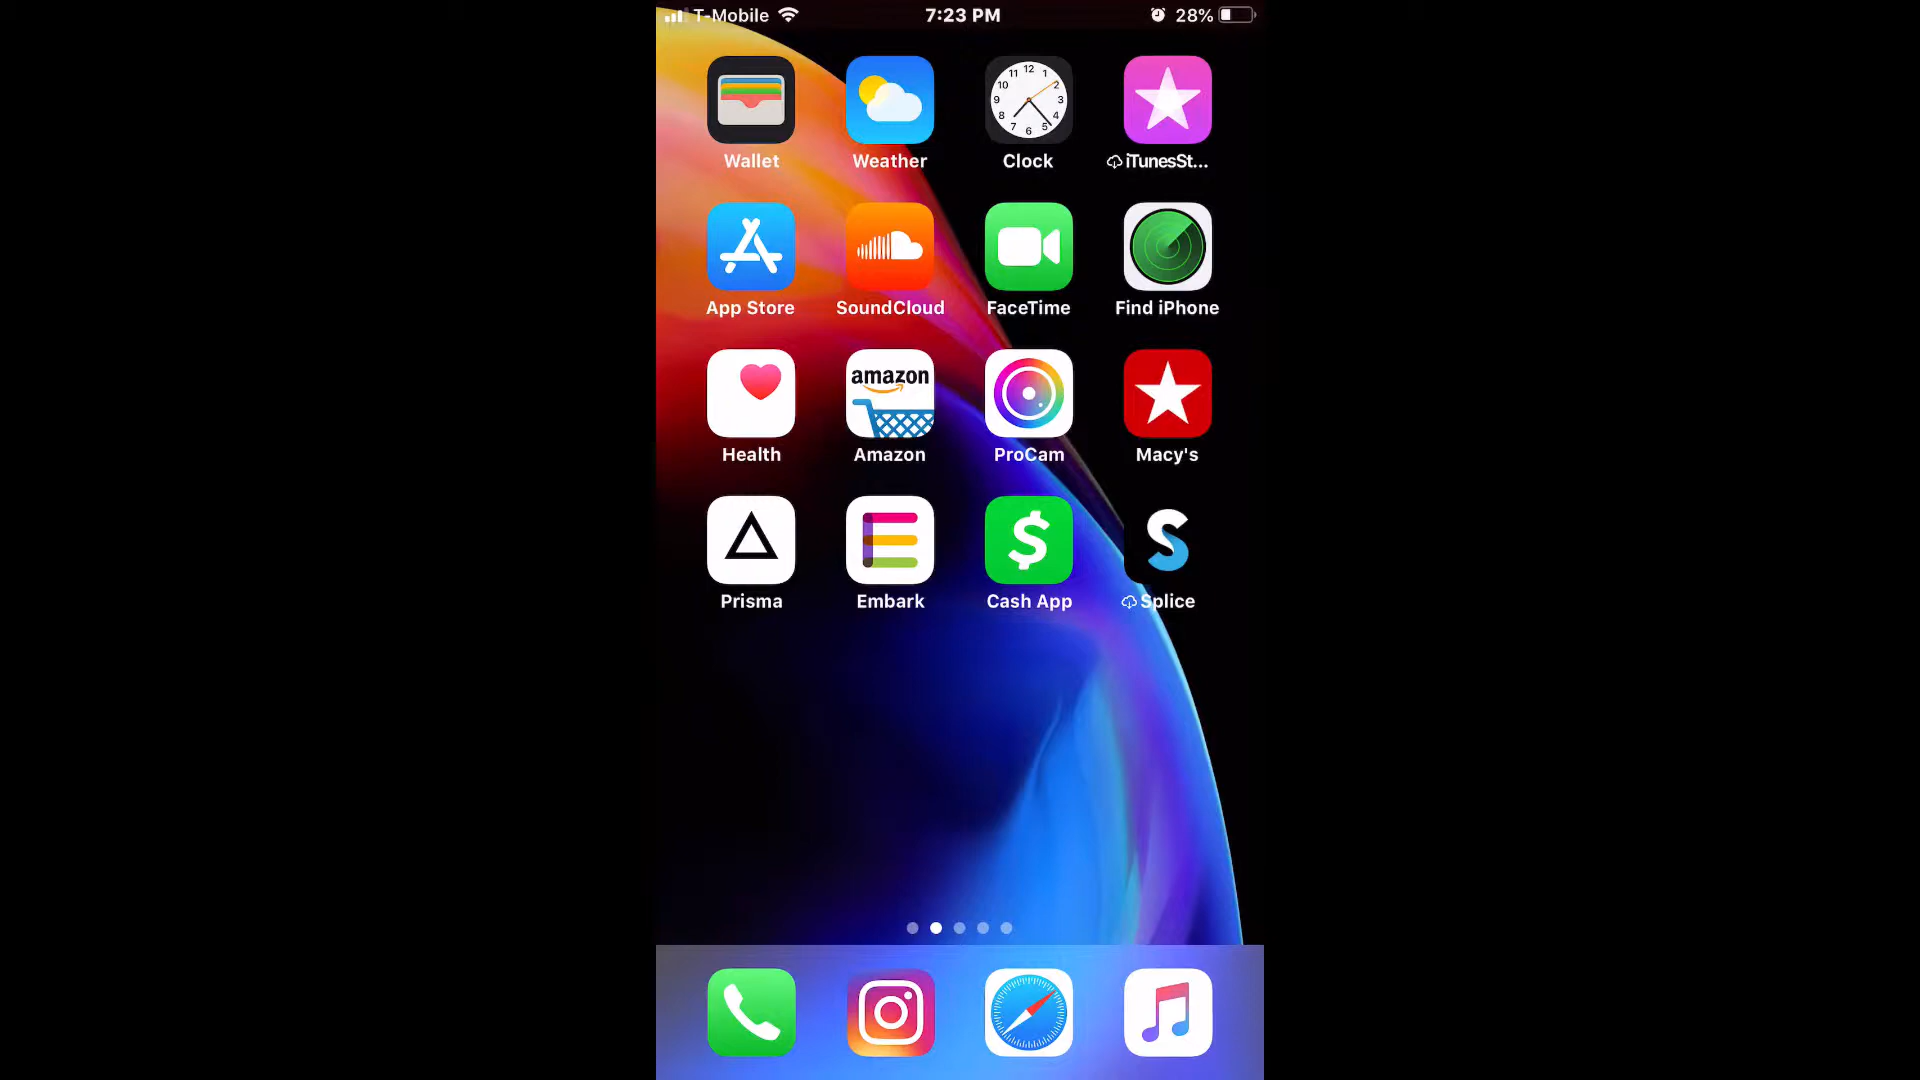 T-Mobile 7:23 PM 28%
Wallet Weather Clock iTunesSt...
App Store SoundCloud FaceTime Find iPhone
amazon
Health Amazon ProCam Macy's
Prisma Embark Cash App Splice